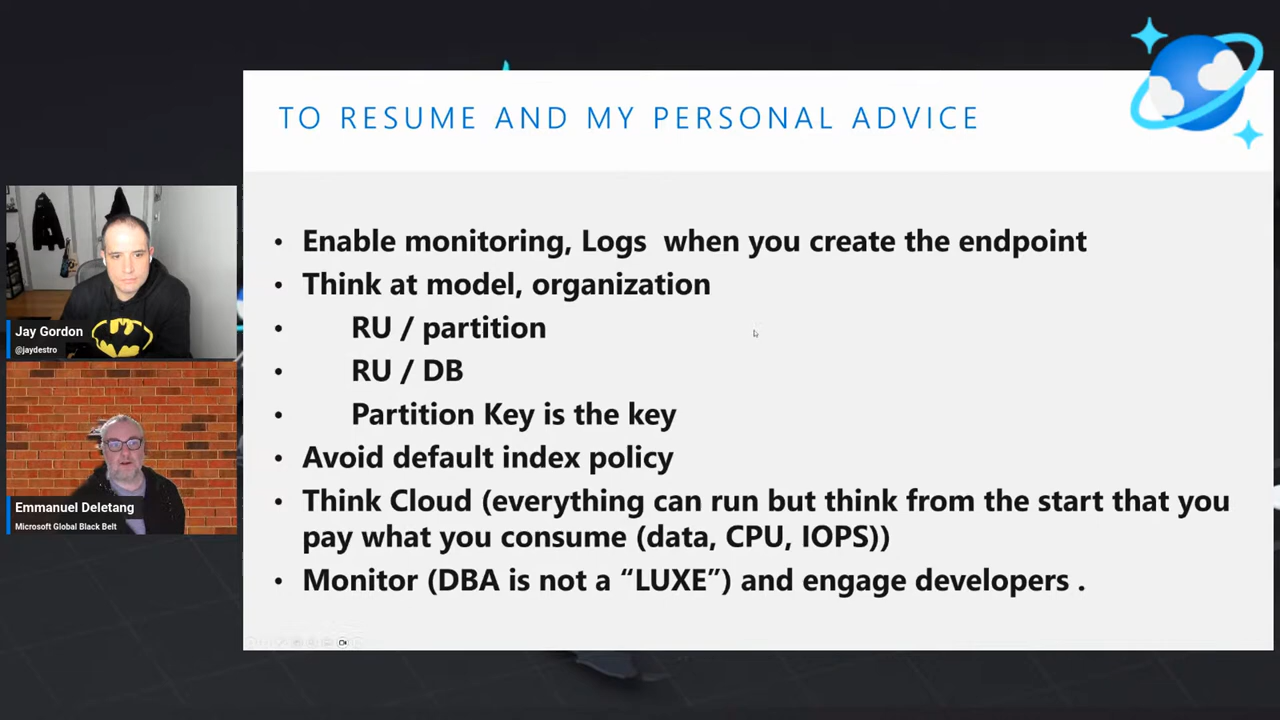 TO RESUME AND MY PERSONAL ADVICE
• Enable monitoring, Logs when you create the endpoint
• Think at model, organization
• RU / partition
• RU / DB
• Partition Key is the key
• Avoid default index policy
• Think Cloud (everything can run but think from the start that you
pay what you consume (data, CPU, IOPS))
• Monitor (DBA is not a “LUXE”) and engage developers .
Jay Gordon
@jaydestro
Emmanuel Deletang
Microsoft Global Black Belt